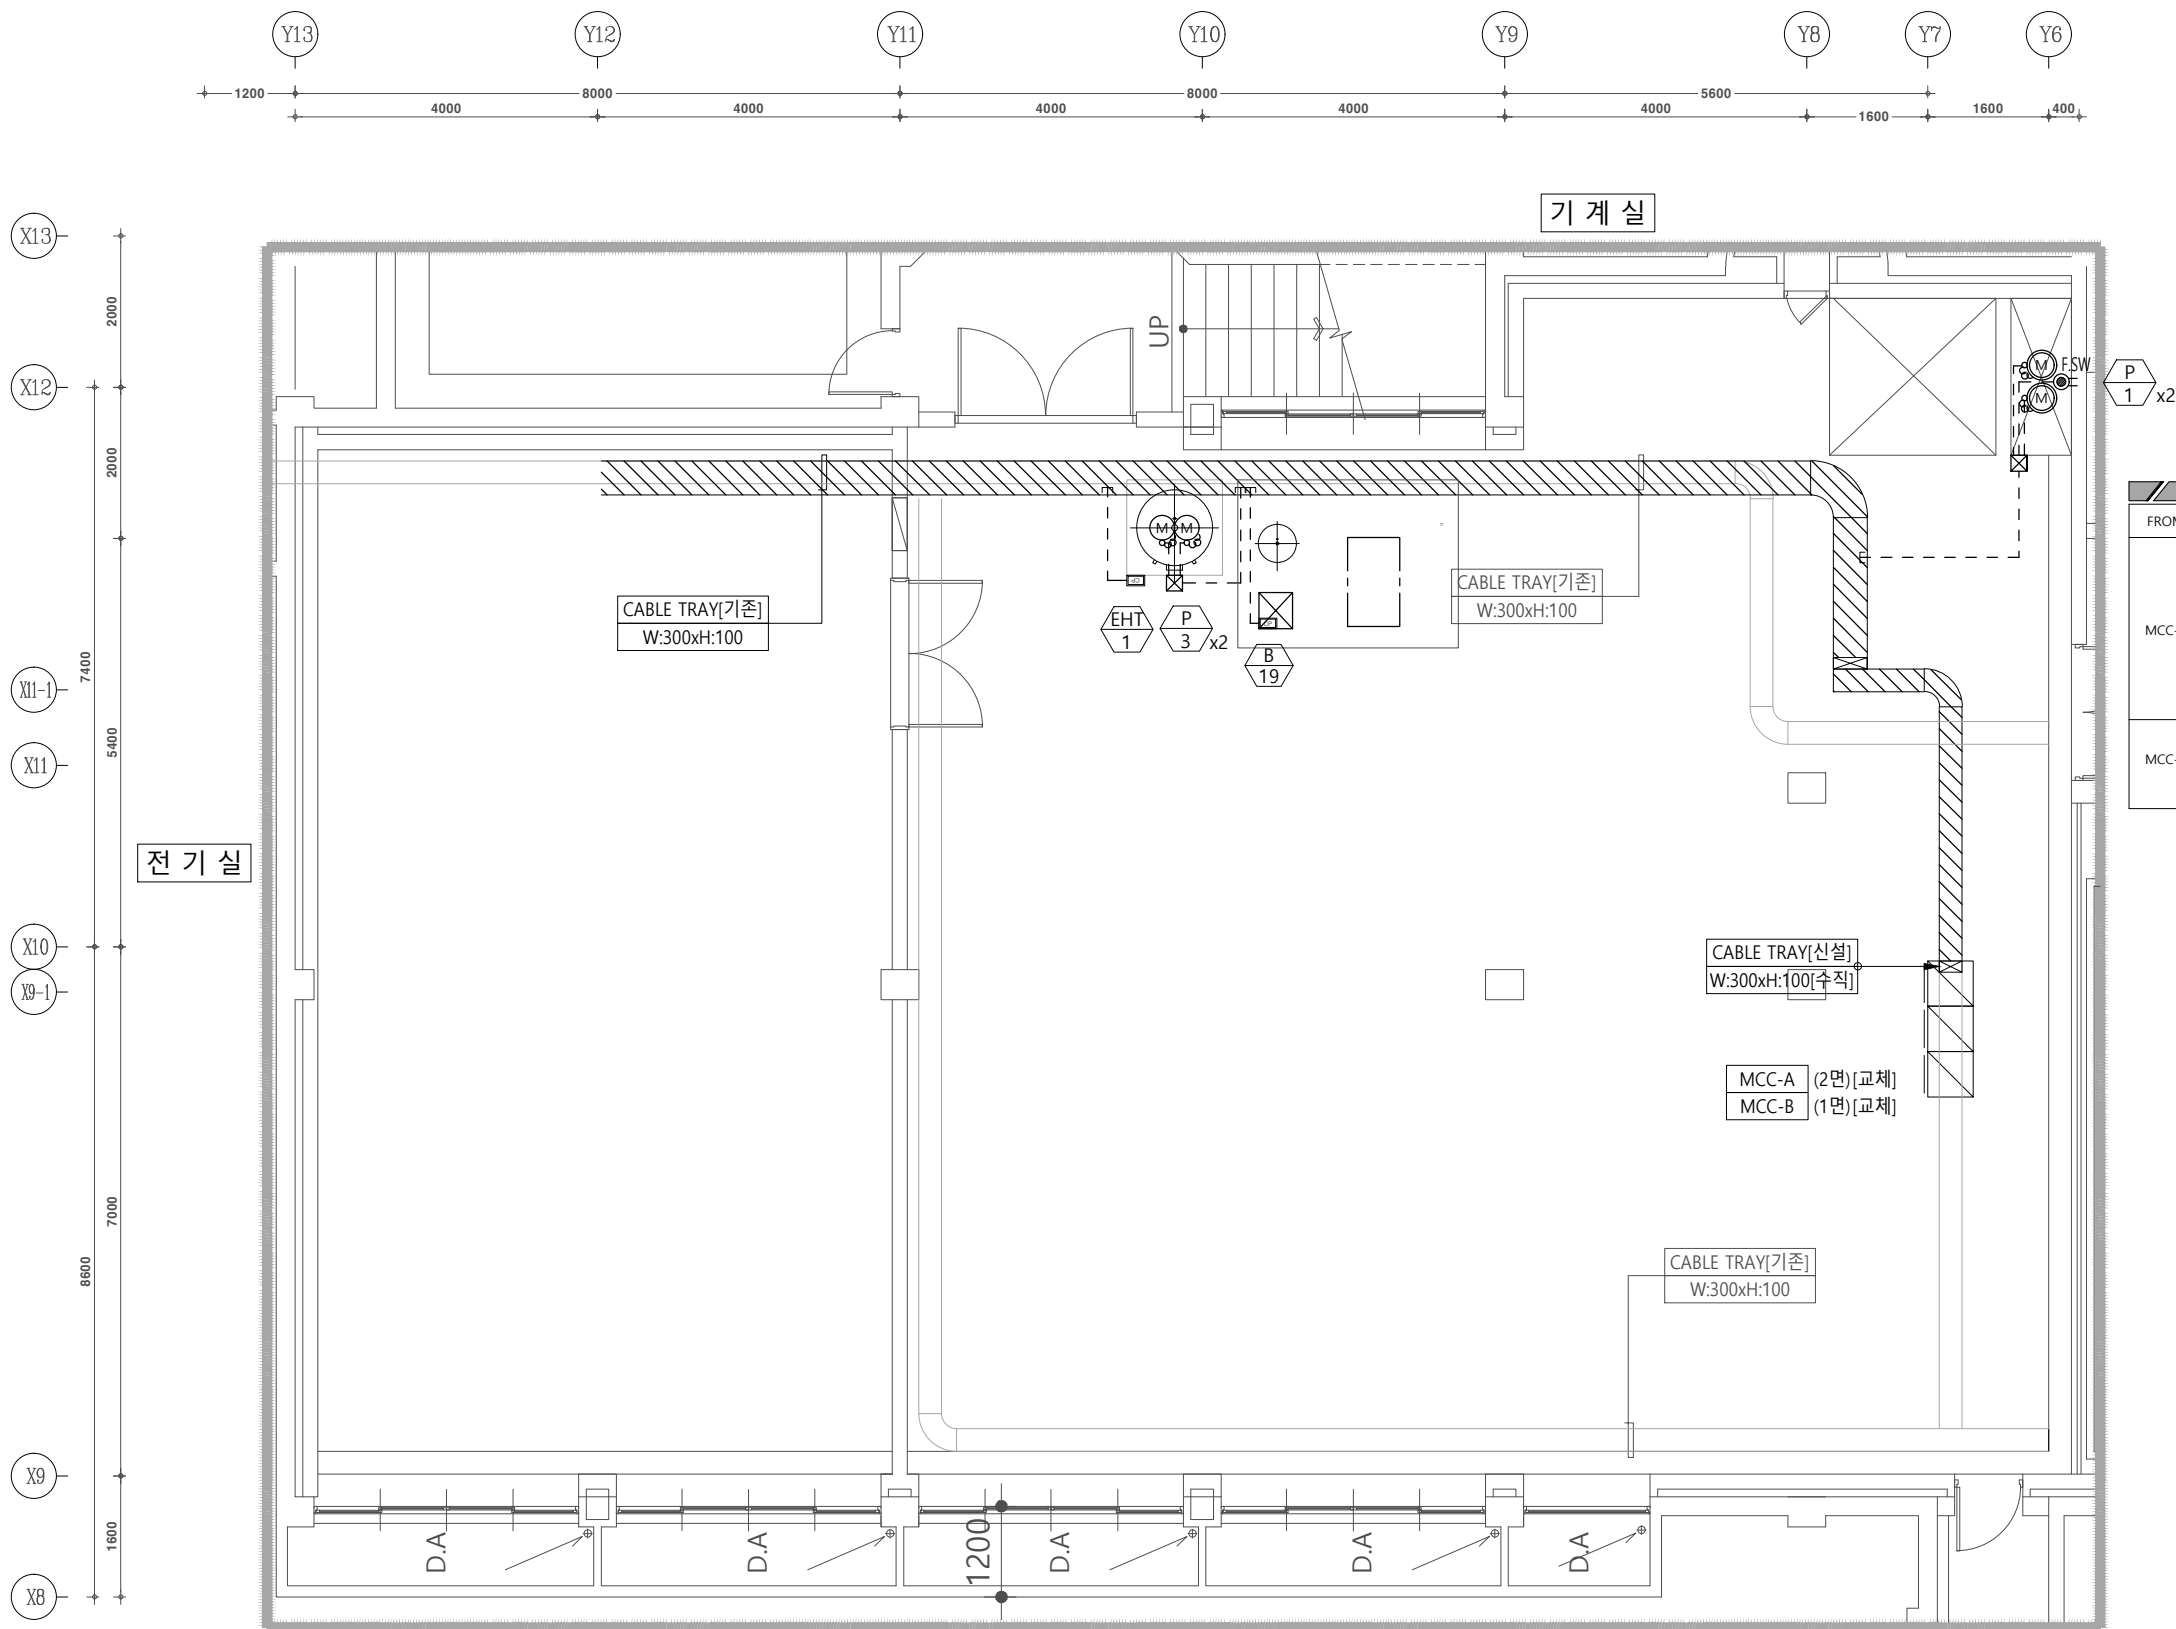 Y13
Y12
Y11
Y10
Y9
Y8
Y7
Y6
1200
8000
8000
5600
4000
4000
4000
4000
4000
1600
1600
400
기 계 실
X13
X12
X11-1
X11
X10
X9-1
X9
X8
2000
2000
7400
5400
7000
8600
1600
전 기 실
UP
M
M
F.SW
P
1
x2
FROM
MCC-
MCC-
M
M
CP
CP
CABLE TRAY[기존]
W:300xH:100
EHT
1
P
3
x2
B
19
CABLE TRAY[기존]
W:300xH:100
CABLE TRAY[신설]
W:300xH:100[수직]
MCC-A (2면)[교체]
MCC-B (1면)[교체]
CABLE TRAY[기존]
W:300xH:100
D.A
D.A
1200
D.A
D.A
D.A